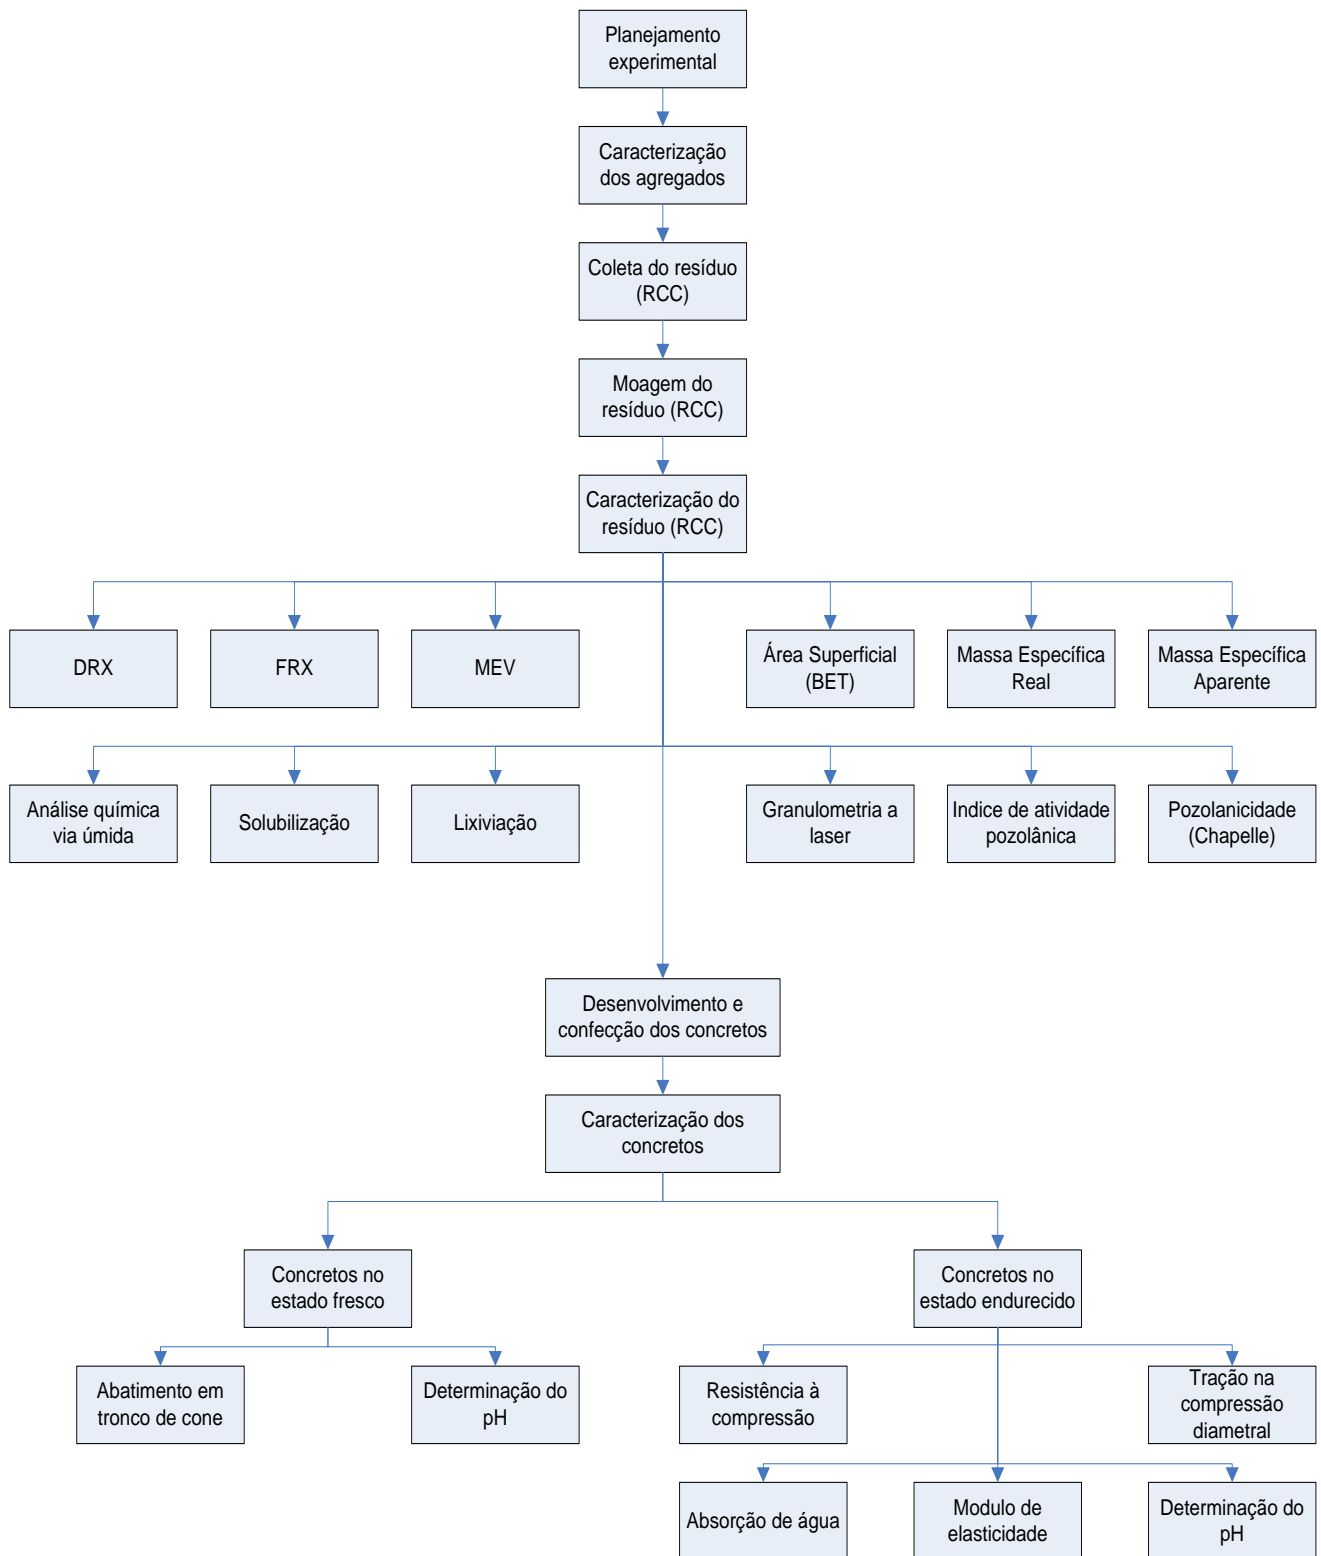 Planejamento
experimental
Caracterização
dos agregados
Coleta do resíduo
(RCC)
Moagem do
resíduo (RCC)
Caracterização do
resíduo (RCC)
DRX
FRX
MEV
Área Superficial
(BET)
Massa Específica
Real
Massa Específica
Aparente
Análise química
via úmida
Solubilização
Lixiviação
Granulometria a
laser
Indice de atividade
pozolânica
Pozolanicidade
(Chapelle)
Desenvolvimento e
confecção dos concretos
Caracterização dos
concretos
Concretos no
estado fresco
Concretos no
estado endurecido
Abatimento em
tronco de cone
Determinação do
pH
Resistência à
compressão
Tração na
compressão
diametral
Absorção de água
Modulo de
elasticidade
Determinação do
pH